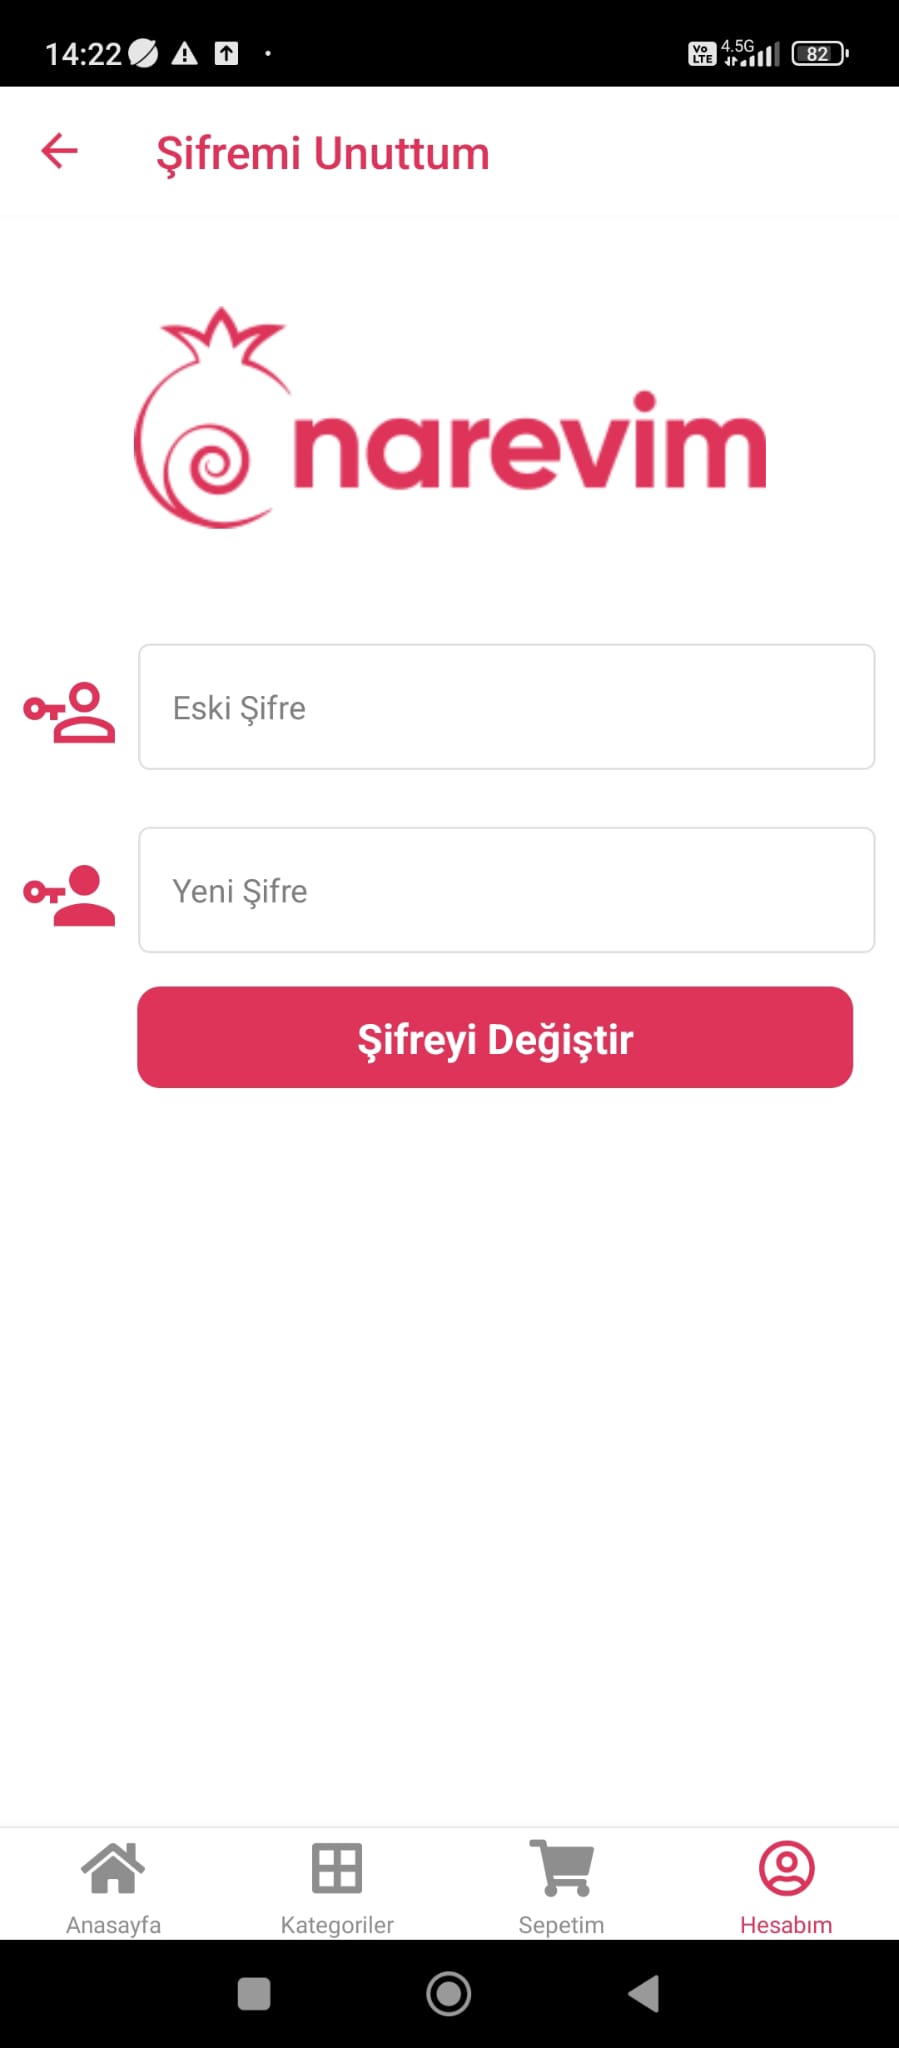 14:22
Vo LTE 4.5G 82
Şifremi Unuttum
narevim
Eski Şifre
Yeni Şifre
Şifreyi Değiştir
Anasayfa Kategoriler Sepetim Hesabım